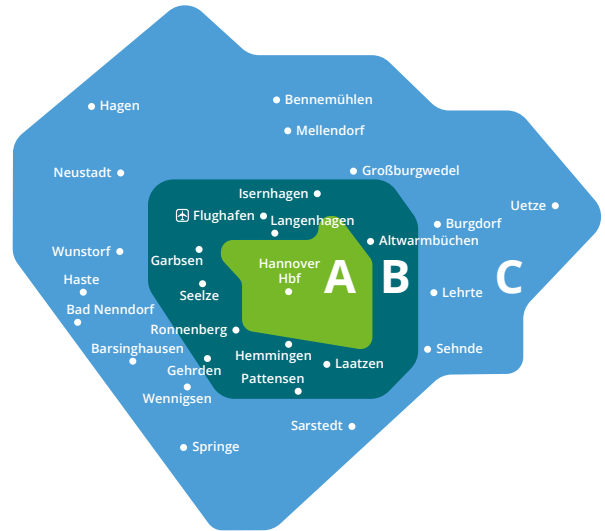 Bennemühlen
Hagen
Mellendorf
Großburgwedel
Neustadt
Isernhagen
Uetze
Flughafen
Langenhagen
Burgdorf
Altwarmbüchen
Wunstorf
Garbsen
Hannover
Hbf
A
B
C
Haste
Seelze
Lehrte
Bad Nenndorf
Ronnenberg
Barsinghausen
Hemmingen
Sehnde
Gehrden
Laatzen
Pattensen
Wennigsen
Sarstedt
Springe